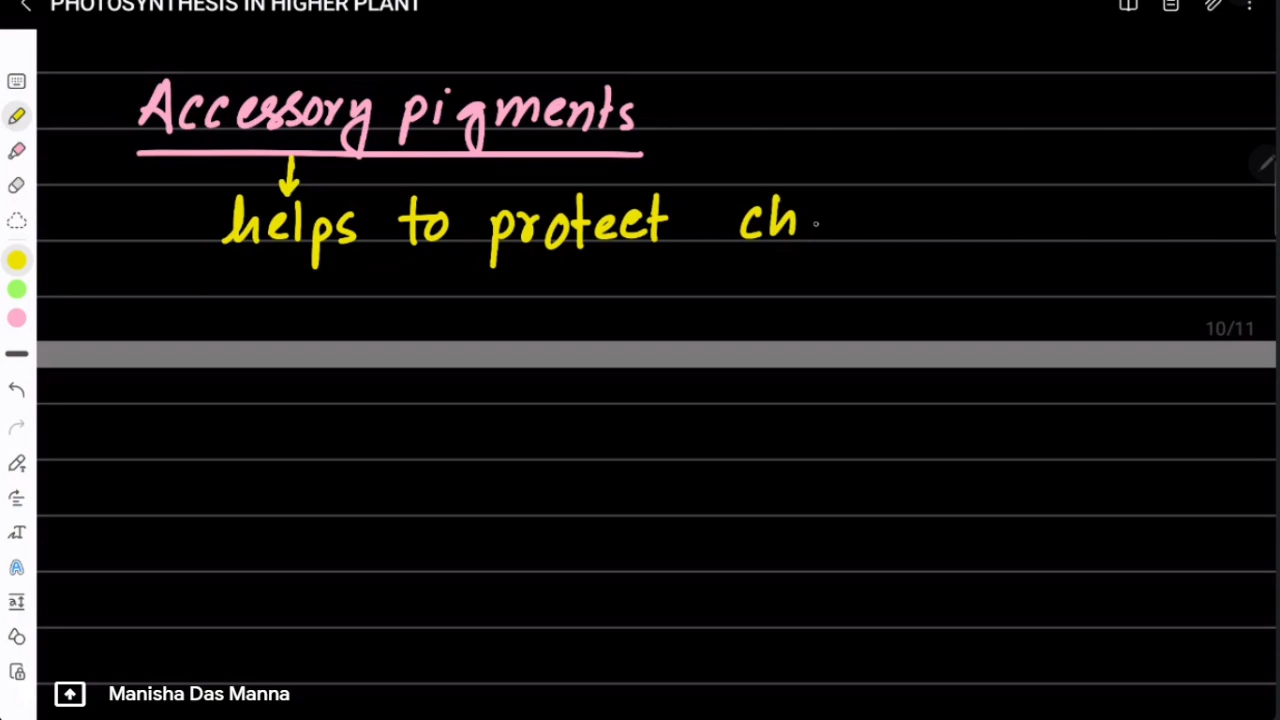 PHOTOSYNTHESIS IN HIGHER PLANT
Accessory pigments
helps to protect ch
10/11
Manisha Das Manna